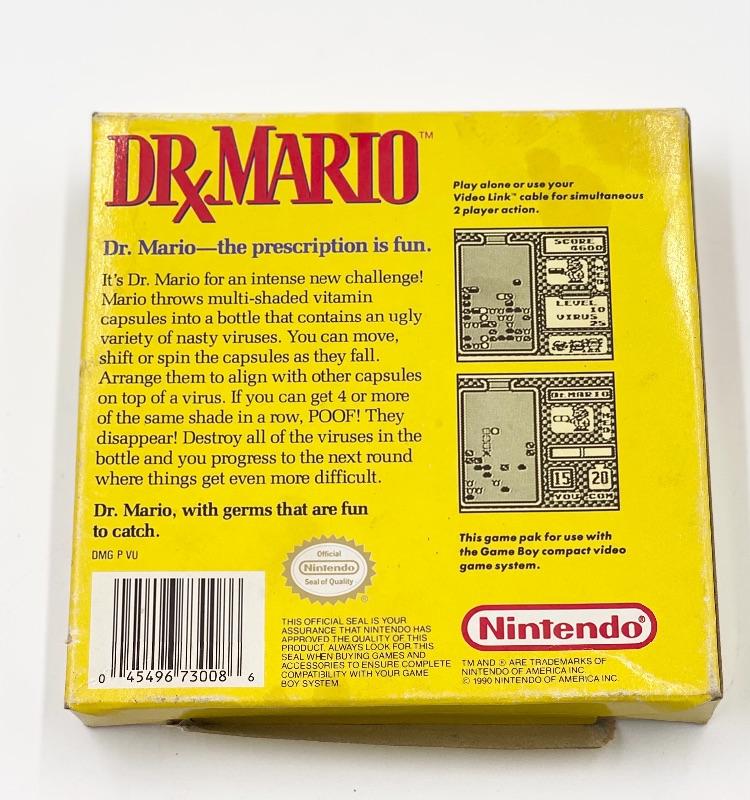 DR. MARIO™
Dr. Mario—the prescription is fun.
It's Dr. Mario for an intense new challenge!
Mario throws multi-shaded vitamin
capsules into a bottle that contains an ugly
variety of nasty viruses. You can move,
shift or spin the capsules as they fall.
Arrange them to align with other capsules
on top of a virus. If you can get 4 or more
of the same shade in a row, POOF! They
disappear! Destroy all of the viruses in the
bottle and you progress to the next round
where things get even more difficult.
Dr. Mario, with germs that are fun
to catch.
DMG P VU
0 45496 73008 6
Official
Nintendo
Seal of Quality
®
THIS OFFICIAL SEAL IS YOUR
ASSURANCE THAT NINTENDO HAS
APPROVED THE QUALITY OF THIS
PRODUCT. ALWAYS LOOK FOR THIS
SEAL WHEN BUYING GAMES AND
ACCESSORIES TO ENSURE COMPLETE
COMPATIBILITY WITH YOUR GAME
BOY SYSTEM.
Play alone or use your
Video Link™ cable for simultaneous
2 player action.
SCORE
4600
LEVEL
10
VIRUS
25
Dr. MARIO
15 20
YOU COM
This game pak for use with
the Game Boy compact video
game system.
Nintendo®
TM AND ® ARE TRADEMARKS OF
NINTENDO OF AMERICA INC.
© 1990 NINTENDO OF AMERICA INC.